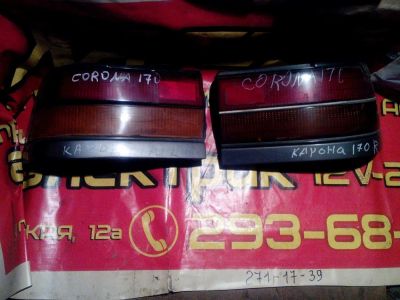 CORONA 170
CORONA 170
КАРОНА 170 R
Электрик 12V-2
КАЯ, 12а
293-68-
271-17-39